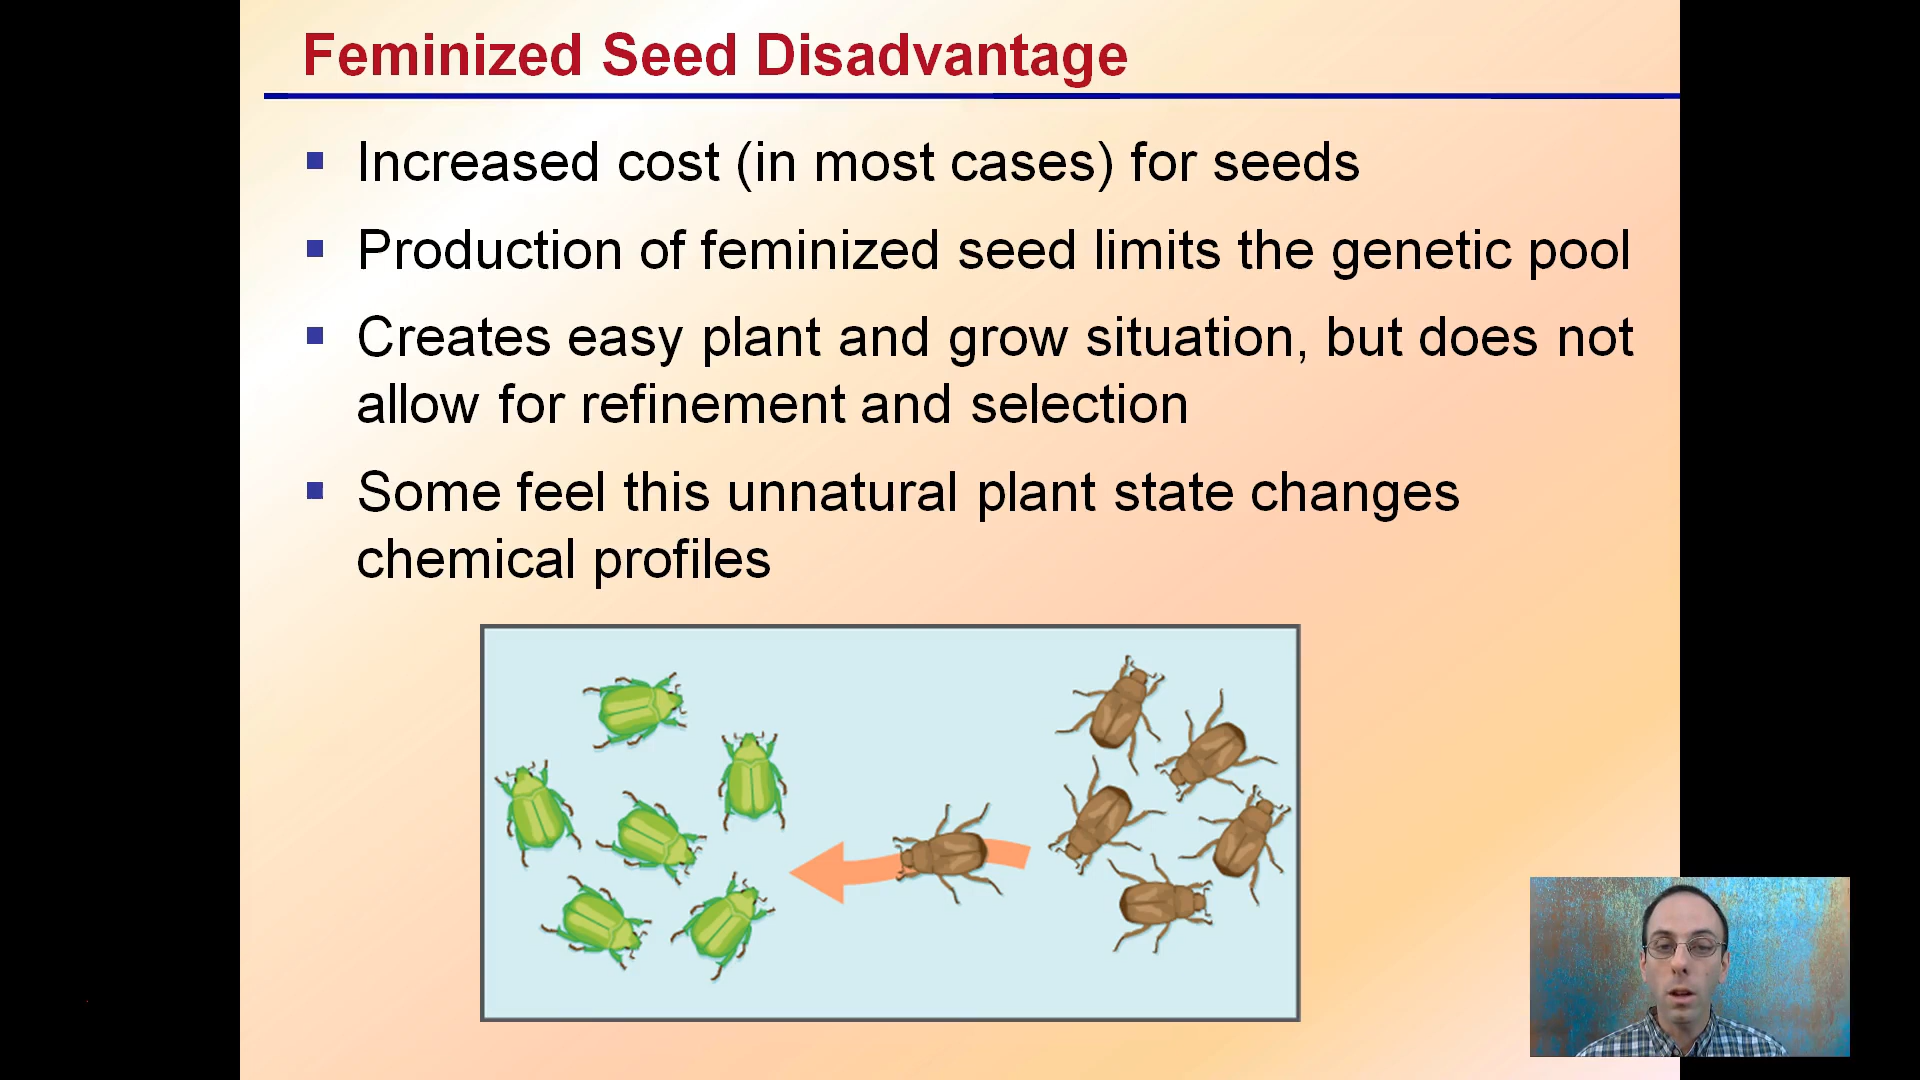 Feminized Seed Disadvantage
Increased cost (in most cases) for seeds
Production of feminized seed limits the genetic pool
Creates easy plant and grow situation, but does not
allow for refinement and selection
Some feel this unnatural plant state changes
chemical profiles